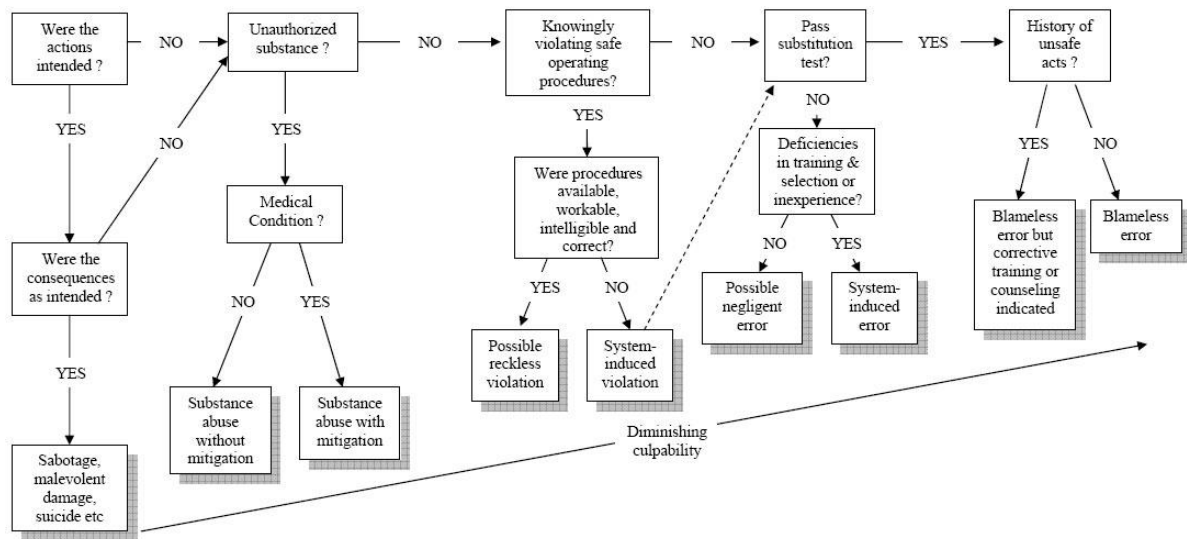 Were the
actions
intended ?
NO
Unauthorized
substance ?
NO
Knowingly
violating safe
operating
procedures?
NO
Pass
substitution
test?
YES
History of
unsafe
acts ?
YES
NO
YES
YES
NO
YES
NO
Were the
consequences
as intended ?
Medical
Condition ?
Were procedures
available,
workable,
intelligible and
correct?
Deficiencies
in training &
selection or
inexperience?
Blameless
error but
corrective
training or
counseling
indicated
Blameless
error
YES
NO
YES
YES
NO
NO
YES
Sabotage,
malevolent
damage,
suicide etc
Substance
abuse
without
mitigation
Substance
abuse with
mitigation
Possible
reckless
violation
System-
induced
violation
Possible
negligent
error
System-
induced
error
Diminishing
culpability